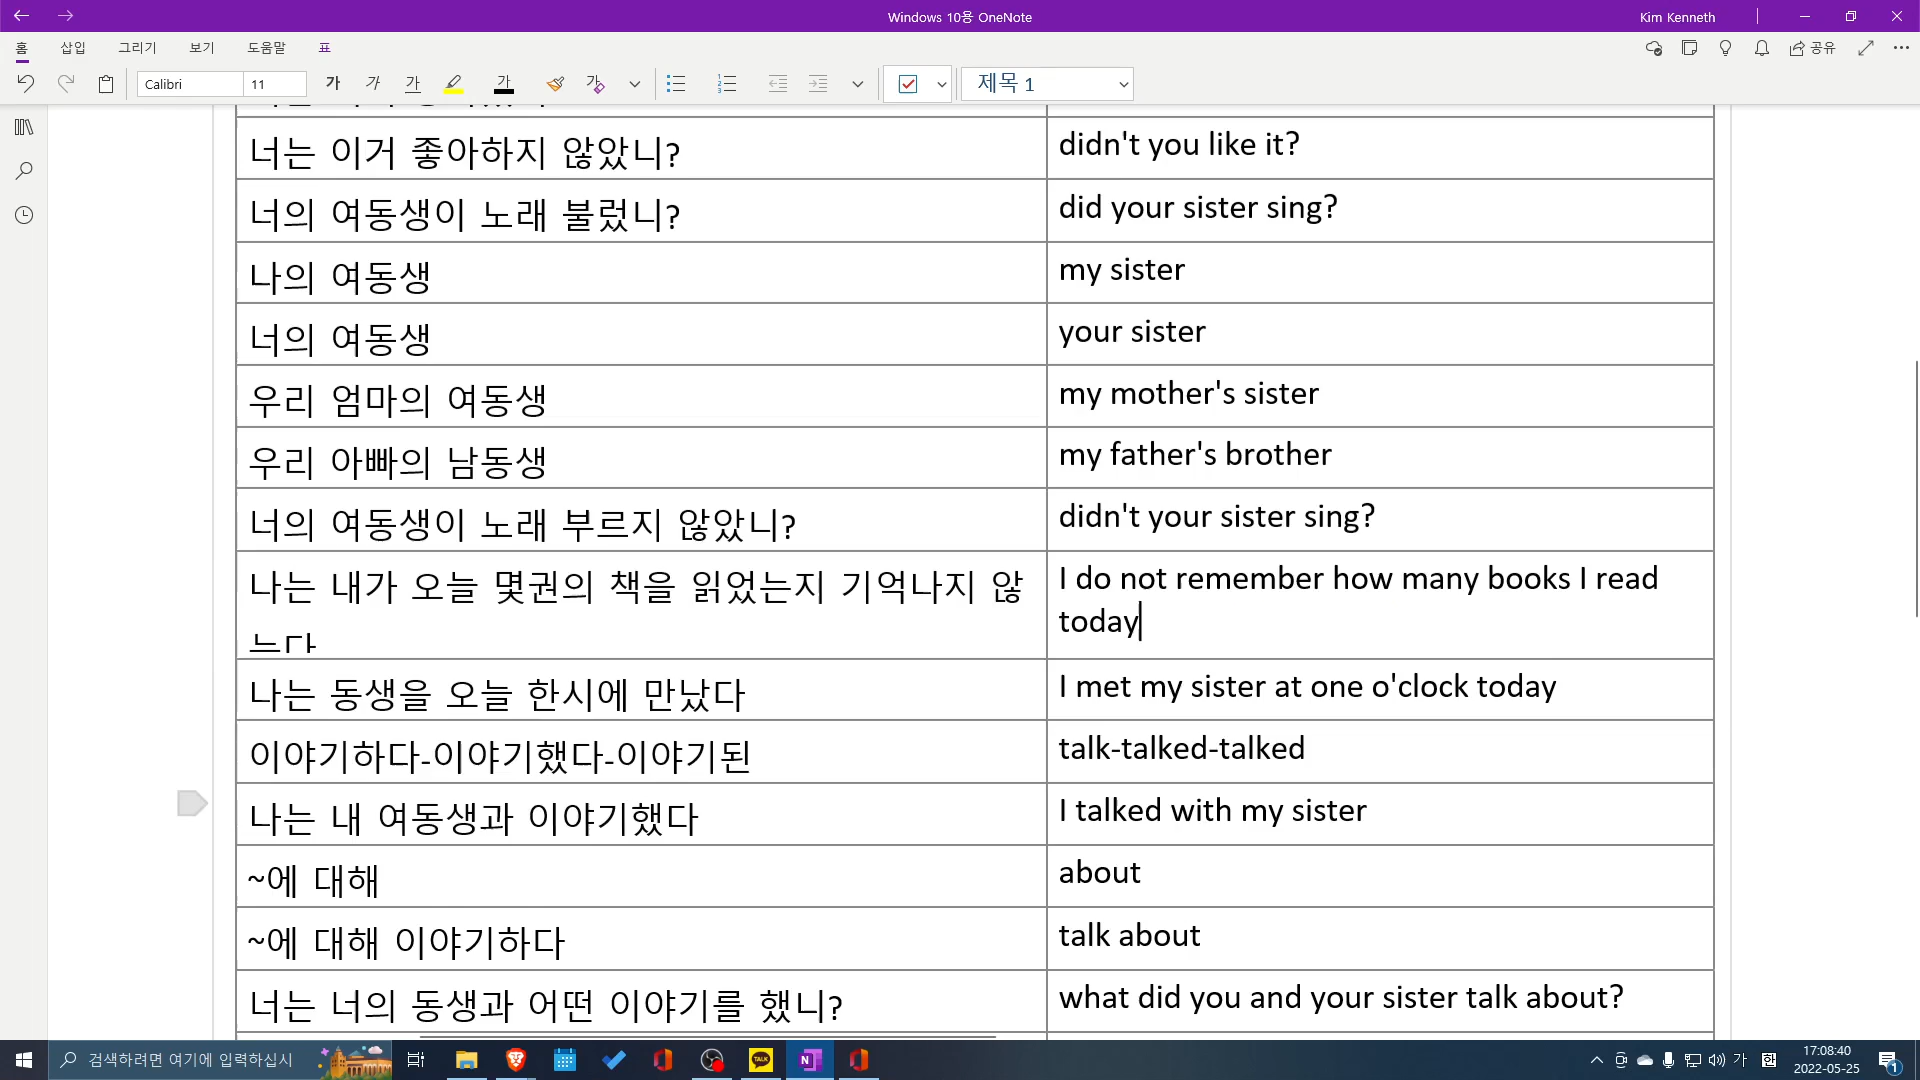 Windows 10용 OneNote
Kim Kenneth
홈 삽입 그리기 보기 도움말 표
공유
Calibri 11 가 가 가 가 가 제목 1
너는 이거 좋아하지 않았니? didn't you like it?
너의 여동생이 노래 불렀니? did your sister sing?
나의 여동생 my sister
너의 여동생 your sister
우리 엄마의 여동생 my mother's sister
우리 아빠의 남동생 my father's brother
너의 여동생이 노래 부르지 않았니? didn't your sister sing?
나는 내가 오늘 몇권의 책을 읽었는지 기억나지 않 I do not remember how many books I read
는다 today
나는 동생을 오늘 한시에 만났다 I met my sister at one o'clock today
이야기하다-이야기했다-이야기된 talk-talked-talked
나는 내 여동생과 이야기했다 I talked with my sister
~에 대해 about
~에 대해 이야기하다 talk about
너는 너의 동생과 어떤 이야기를 했니? what did you and your sister talk about?
검색하려면 여기에 입력하십시
TALK
N
가 한
17:08:40
2022-05-25
1